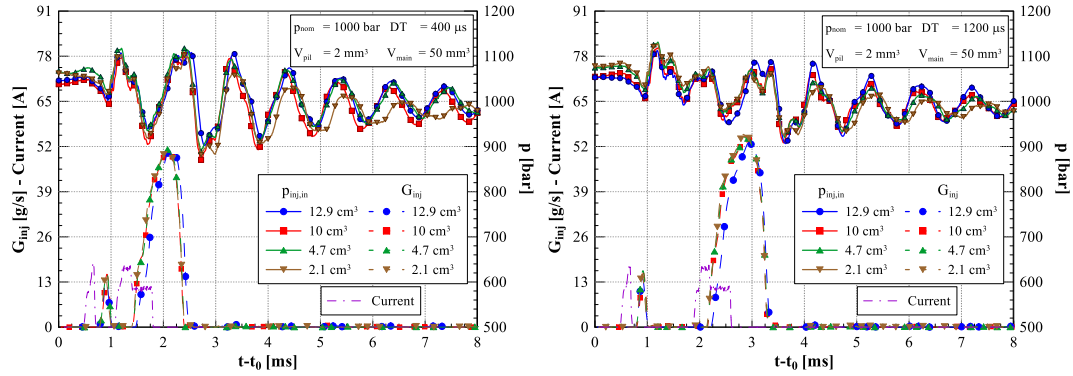 91
78
65
52
39
26
13
0
G_inj [g/s] - Current [A]
1200
1100
1000
900
800
700
600
500
p [bar]
p_nom = 1000 bar DT = 400 µs
V_pil = 2 mm³ V_main = 50 mm³
p_inj,in G_inj
12.9 cm³ 12.9 cm³
10 cm³ 10 cm³
4.7 cm³ 4.7 cm³
2.1 cm³ 2.1 cm³
Current
0 1 2 3 4 5 6 7 8
t-t₀ [ms]
91
78
65
52
39
26
13
0
G_inj [g/s] - Current [A]
1200
1100
1000
900
800
700
600
500
p [bar]
p_nom = 1000 bar DT = 1200 µs
V_pil = 2 mm³ V_main = 50 mm³
p_inj,in G_inj
12.9 cm³ 12.9 cm³
10 cm³ 10 cm³
4.7 cm³ 4.7 cm³
2.1 cm³ 2.1 cm³
Current
0 1 2 3 4 5 6 7 8
t-t₀ [ms]